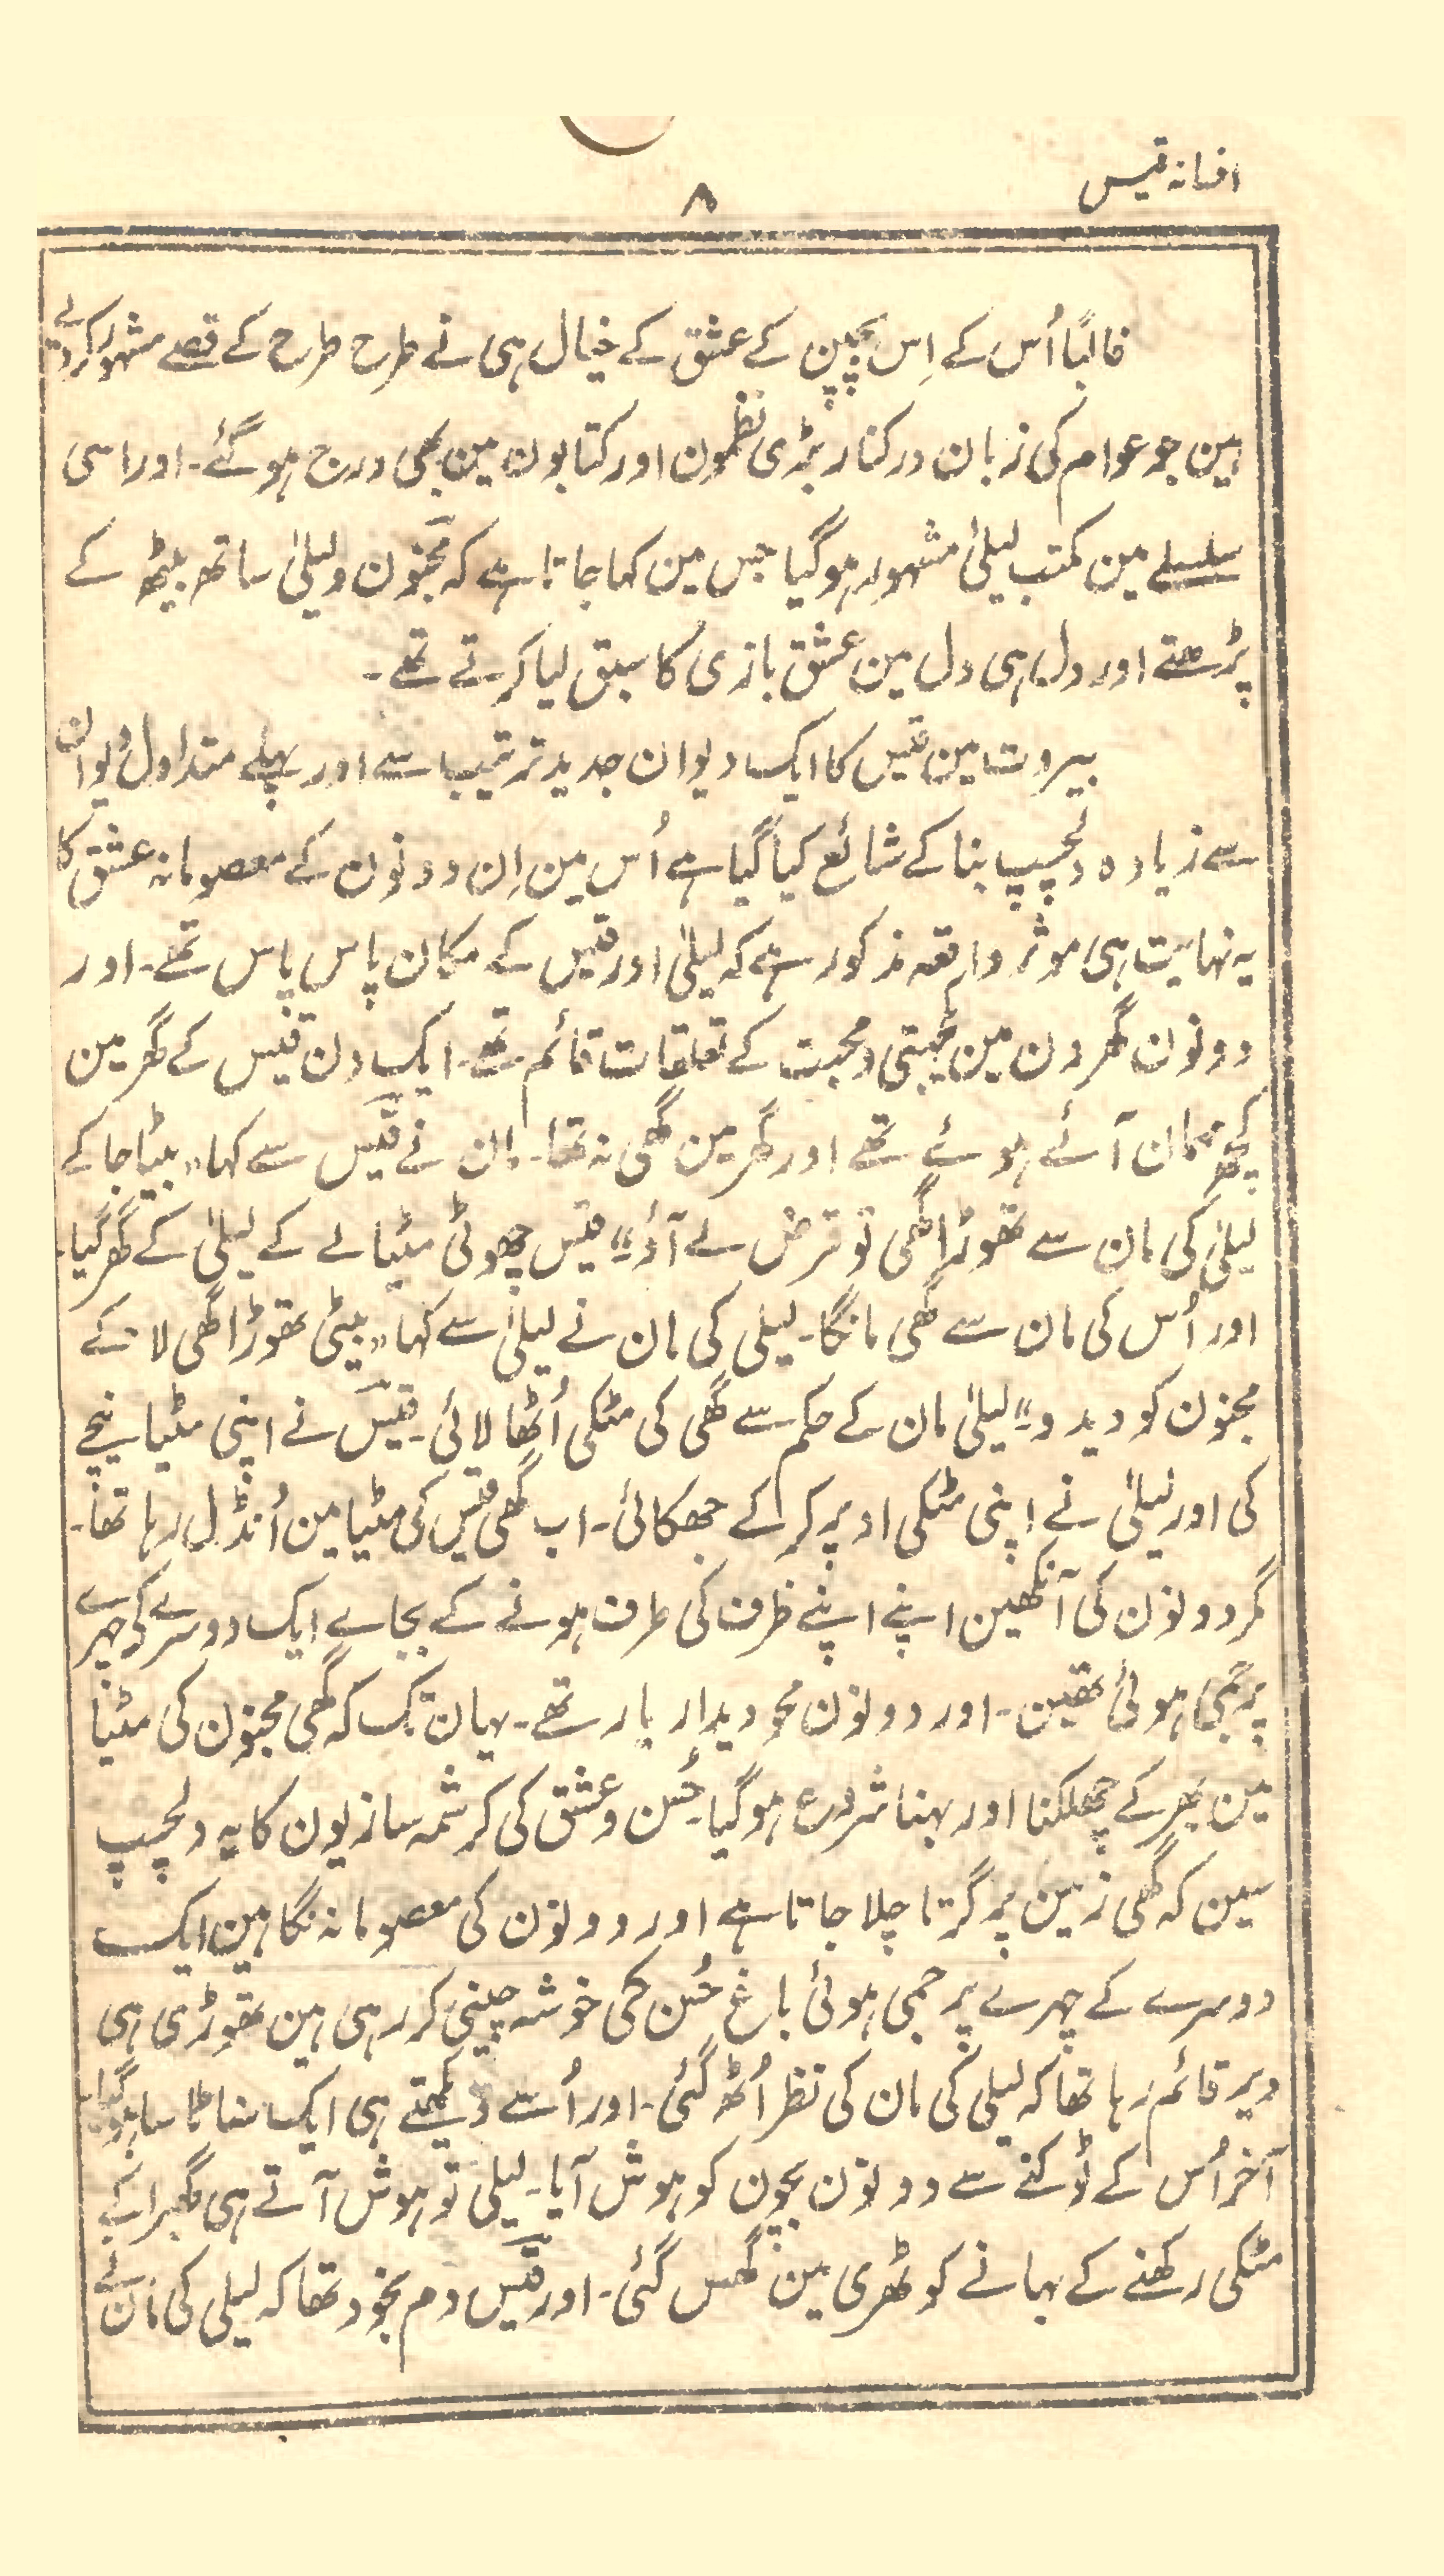 افسانہ قیس
۸
غالباً اُس کے اِس بچپن کے عشق کے خیال ہی نے طرح طرح کے قصے مشہور کر دیے
ہین جو عوام کی زبان درکنار بڑی نظمون اور کتابون مین بھی درج ہو گئے۔ اور اسی
سلسلے مین مکتب لیلیٰ مشہور ہو گیا جس مین کہا جاتا ہے کہ مجنون و لیلیٰ ساتھ بیٹھ کے
پڑھتے اور دل ہی دل مین عشق بازی کا سبق لیا کرتے تھے۔
بیروت مین قیس کا ایک دیوان جدید ترتیب سے اور پہلے متداول دیوان
سے زیادہ دلچسپ بنا کے شائع کیا گیا ہے اُس مین اِن دونون کے معصومانہ عشق کا
یہ نہایت ہی موثر واقعہ مذکور ہے کہ لیلیٰ اور قیس کے مکان پاس پاس تھے۔ اور
دونون گھرون مین یکجہتی و محبت کے تعلقات قائم تھے۔ ایک دن قیس کے گھر مین
کچھ مہمان آئے ہوئے تھے اور گھر مین گھی نہ تھا۔ مان نے قیس سے کہا "بیٹا جا کے
لیلیٰ کی مان سے تھوڑا گھی تو قرض لے آؤ" قیس چھوٹی مٹیا لے کے لیلیٰ کے گھر گیا۔
اور اُس کی مان سے گھی مانگا۔ لیلی کی مان نے لیلیٰ سے کہا "بیٹی تھوڑا گھی لا کے
مجنون کو دیدو" لیلیٰ مان کے حکم سے گھی کی مٹکی اُٹھا لائی۔ قیس نے اپنی مٹیا نیچے
کی اور لیلیٰ نے اپنی مٹکی اوپر کر کے جھکائی۔ اب گھی قیس کی مٹیا مین اُنڈل رہا تھا۔
مگر دونون کی آنکھین اپنے اپنے ظرف کی طرف ہونے کے بجاے ایک دوسرے کے چہرے
پر جمی ہوئی تھین۔ اور دونون محو دیدار یار تھے۔ یہان تک کہ گھی مجنون کی مٹیا
مین بھر کے چھلکنا اور بہنا شروع ہو گیا۔ حُسن و عشق کی کرشمہ سازیون کا یہ دلچسپ
سین کہ گھی زمین پر گرتا چلا جاتا ہے اور دونون کی معصومانہ نگاہین ایک
دوسرے کے چہرے پر جمی ہوئی باغ حُسن کی خوشہ چینی کر رہی ہین تھوڑی ہی
دیر قائم رہا تھا کہ لیلی کی مان کی نظر اُٹھ گئی۔ اور اُسے دیکھتے ہی ایک سناٹا سا ہو گیا۔
آخر اُس کے ٹوکنے سے دونون بچون کو ہوش آیا۔ لیلی تو ہوش آتے ہی گھبرا کے
مٹکی رکھنے کے بہانے کوٹھری مین گھس گئی۔ اور قیس دم بخود تھا کہ لیلی کی مان نے